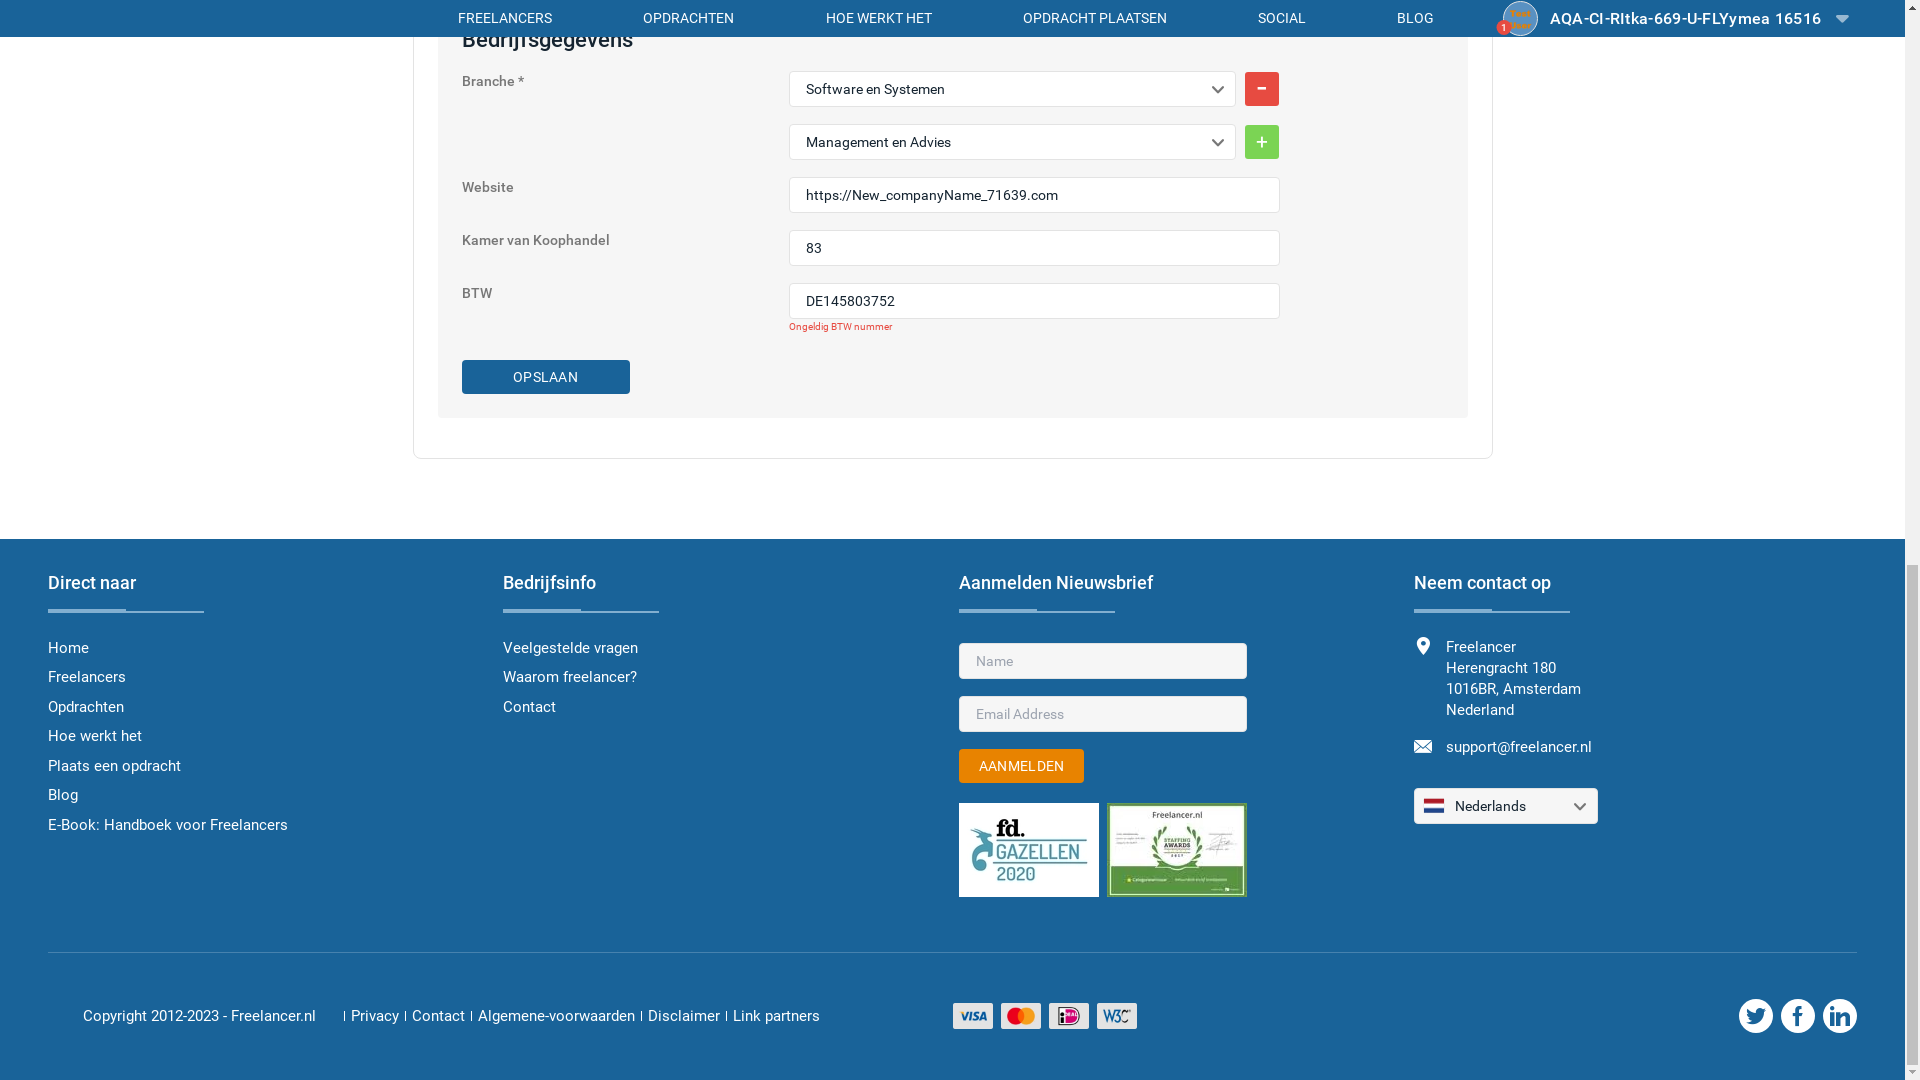 FREELANCERS OPDRACHTEN HOE WERKT HET OPDRACHT PLAATSEN SOCIAL BLOG 1 AQA-CI-RItka-669-U-FLYymea 16516
Bedrijfsgegevens
Branche * Software en Systemen -
Management en Advies +
Website https://New_companyName_71639.com
Kamer van Koophandel 83
BTW DE145803752
Ongeldig BTW nummer
OPSLAAN
Direct naar
Home
Freelancers
Opdrachten
Hoe werkt het
Plaats een opdracht
Blog
E-Book: Handboek voor Freelancers
Bedrijfsinfo
Veelgestelde vragen
Waarom freelancer?
Contact
Aanmelden Nieuwsbrief
Name
Email Address
AANMELDEN
fd.
GAZELLEN
2020
Freelancer.nl
STAFFING
AWARDS
2017
Neem contact op
Freelancer
Herengracht 180
1016BR, Amsterdam
Nederland
support@freelancer.nl
Nederlands
Copyright 2012-2023 - Freelancer.nl | Privacy | Contact | Algemene-voorwaarden | Disclaimer | Link partners
VISA iDEAL W3C